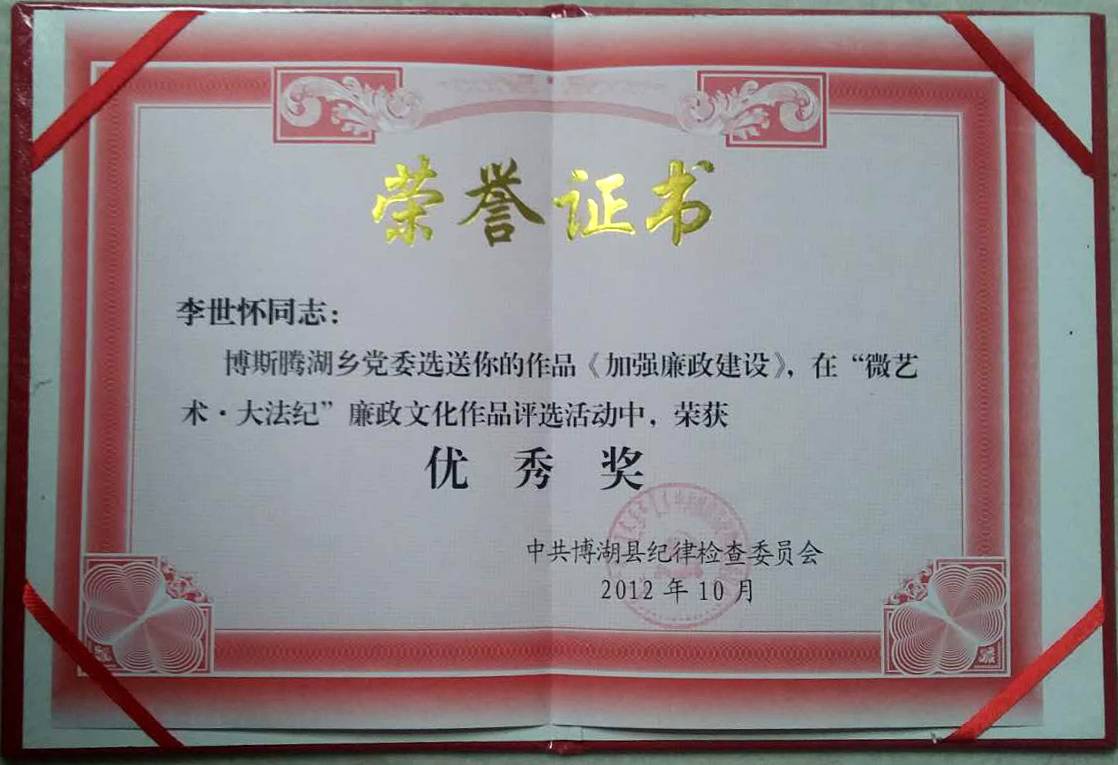 荣誉证书
李世怀同志：
博斯腾湖乡党委选送你的作品《加强廉政建设》，在“微艺
术·大法纪”廉政文化作品评选活动中，荣获
优秀奖
中共博湖县纪律检查委员会
2012年10月